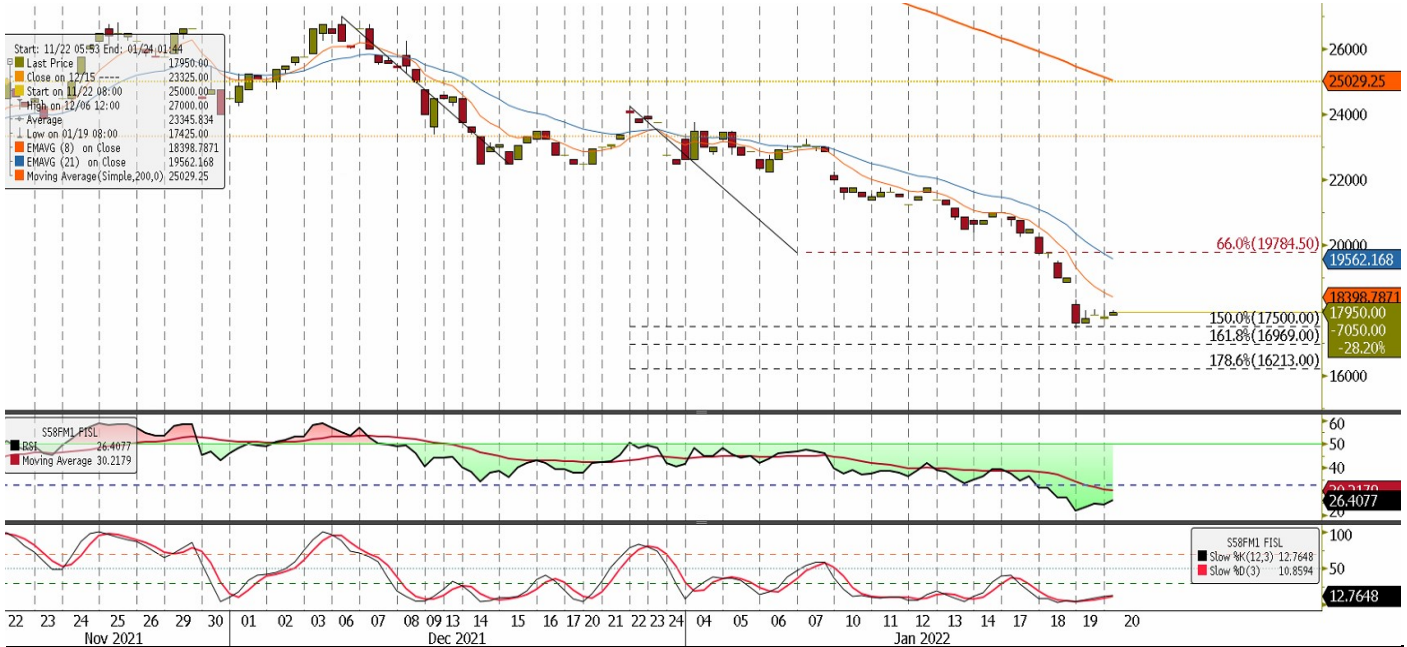 Start: 11/22 05:53 End: 01/24 01:44
Last Price 17950.00
Close on 12/15 ---- 23325.00
Start on 11/22 08:00 25000.00
High on 12/06 12:00 27000.00
Average 23345.834
Low on 01/19 08:00 17425.00
EMAVG (8) on Close 18398.7871
EMAVG (21) on Close 19562.168
Moving Average(Simple,200,0) 25029.25
26000
25029.25
24000
22000
66.0%(19784.50)
20000
19562.168
18398.7871
17950.00
-7050.00
-28.20%
150.0%(17500.00)
161.8%(16969.00)
178.6%(16213.00)
16000
S58FM1 FISL
RSI 26.4077
Moving Average 30.2179
60
50
40
30.2179
26.4077
20
S58FM1 FISL
Slow %K(12,3) 12.7648
Slow %D(3) 10.8594
100
50
12.7648
22 23 24 25 26 29 30 01 02 03 06 07 08 09 13 14 15 16 17 20 21 22 23 24 04 05 06 07 10 11 12 13 14 17 18 19 20
Nov 2021 Dec 2021 Jan 2022